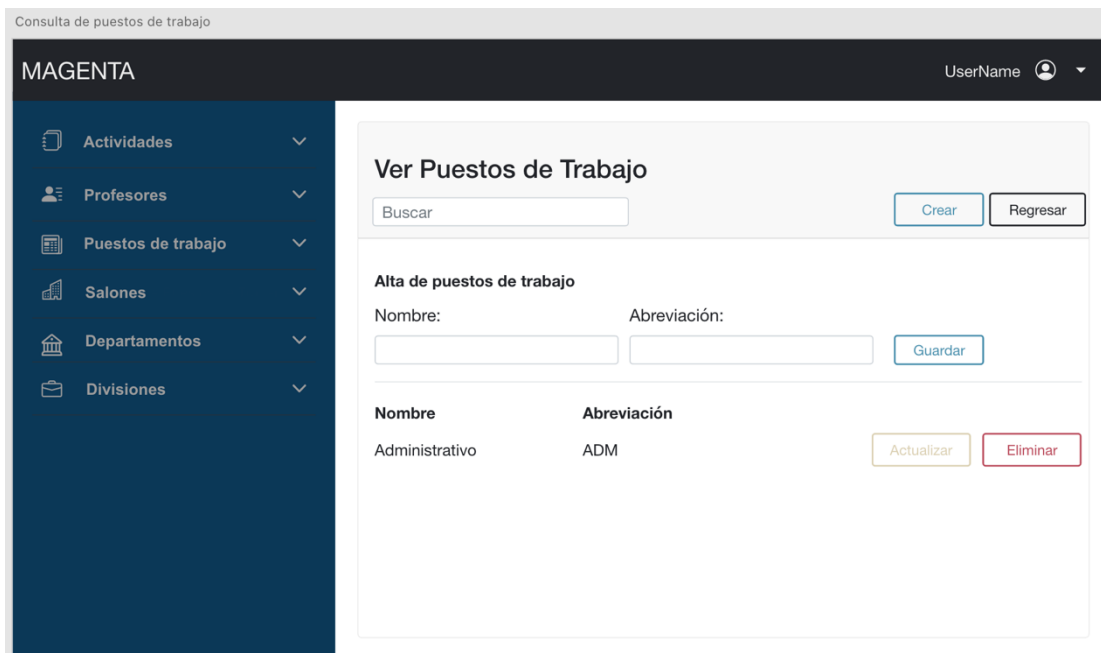 Consulta de puestos de trabajo
MAGENTA
UserName
Actividades
Profesores
Puestos de trabajo
Salones
Departamentos
Divisiones
Ver Puestos de Trabajo
Buscar
Crear
Regresar
Alta de puestos de trabajo
Nombre: Abreviación:
Guardar
Nombre Abreviación
Administrativo ADM Actualizar Eliminar